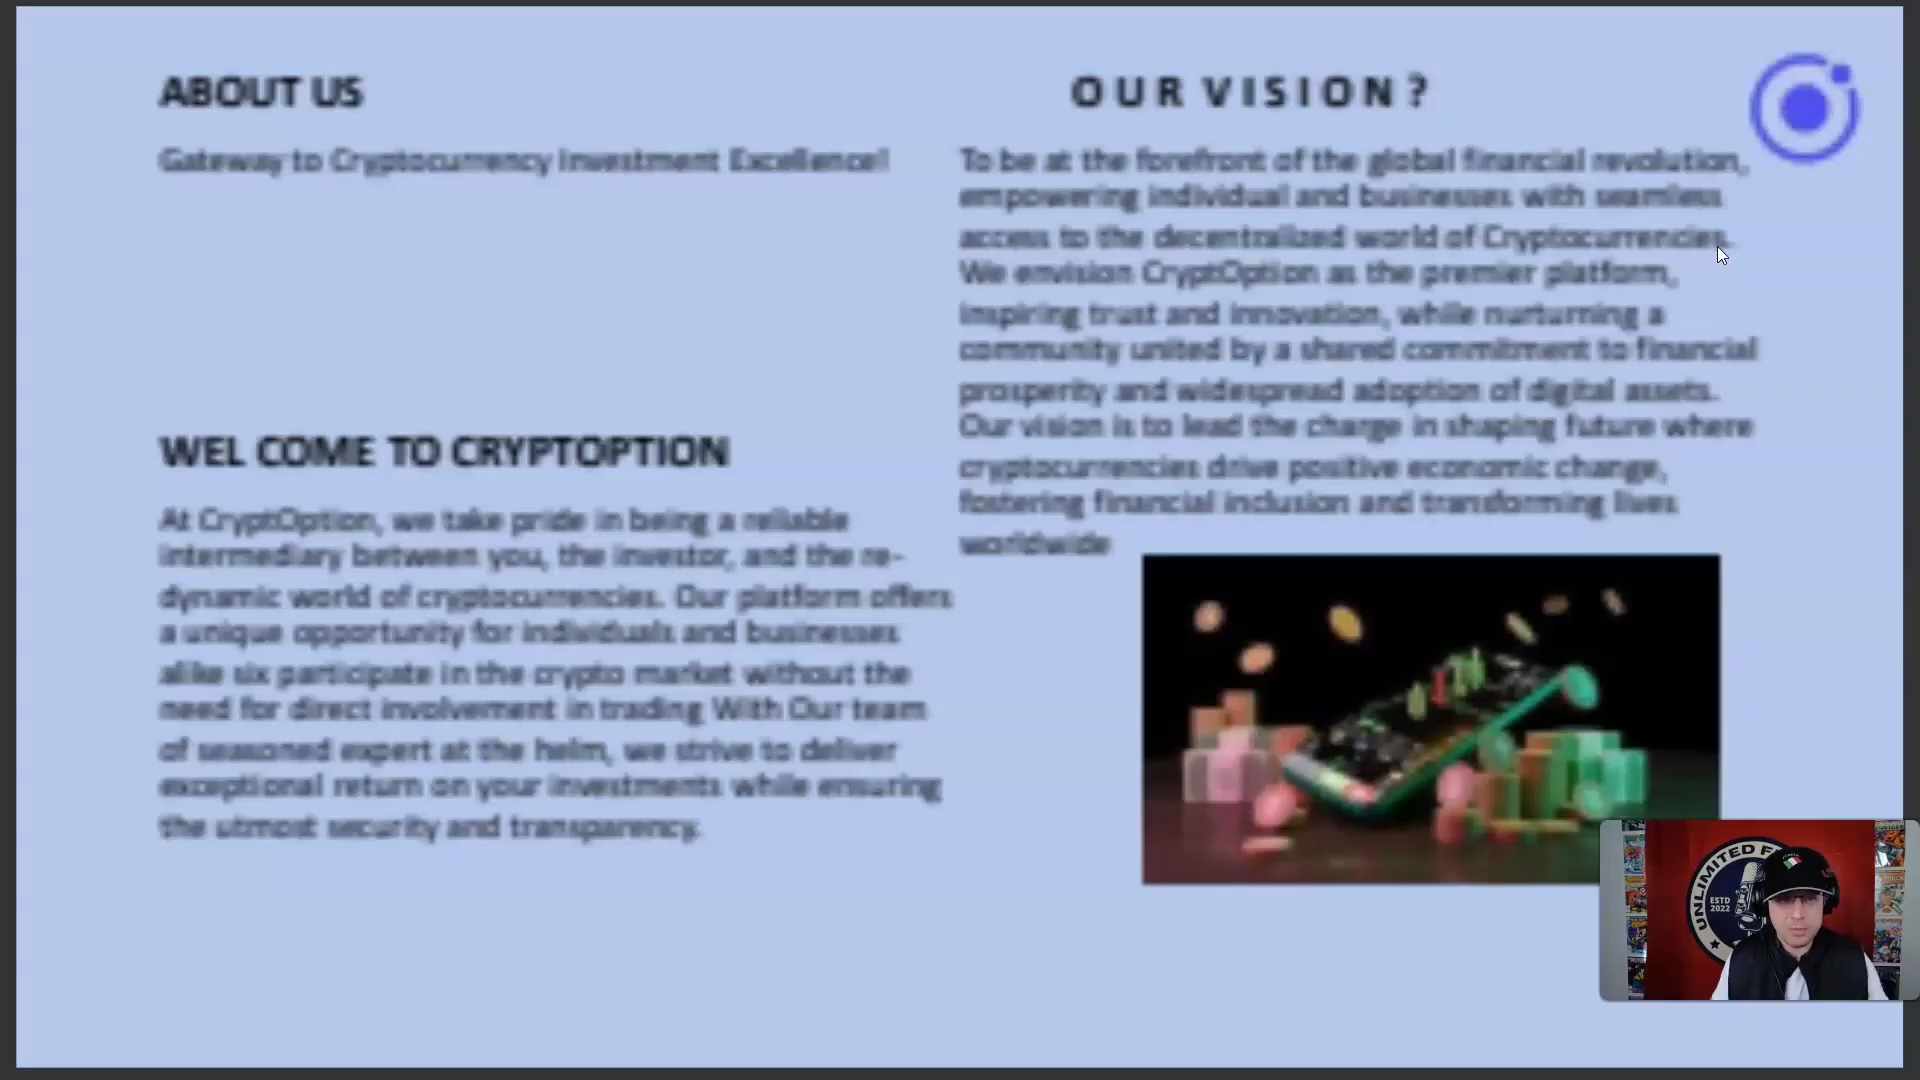 ABOUT US
Gateway to Cryptocurrency Investment Excellence!
WEL COME TO CRYPTOPTION
At CryptOption, we take pride in being a reliable
intermediary between you, the investor, and the re-
dynamic world of cryptocurrencies. Our platform offers
a unique opportunity for individuals and businesses
alike six participate in the crypto market without the
need for direct involvement in trading With Our team
of seasoned expert at the helm, we strive to deliver
exceptional return on your investments while ensuring
the utmost security and transparency.
OUR VISION ?
To be at the forefront of the global financial revolution,
empowering individual and businesses with seamless
access to the decentralized world of Cryptocurrencies.
We envision CryptOption as the premier platform,
inspiring trust and innovation, while nurturning a
community united by a shared commitment to financial
prosperity and widespread adoption of digital assets.
Our vision is to lead the charge in shaping future where
cryptocurrencies drive positive economic change,
fostering financial inclusion and transforming lives
worldwide
UNLIMITED F
ESTD
2022